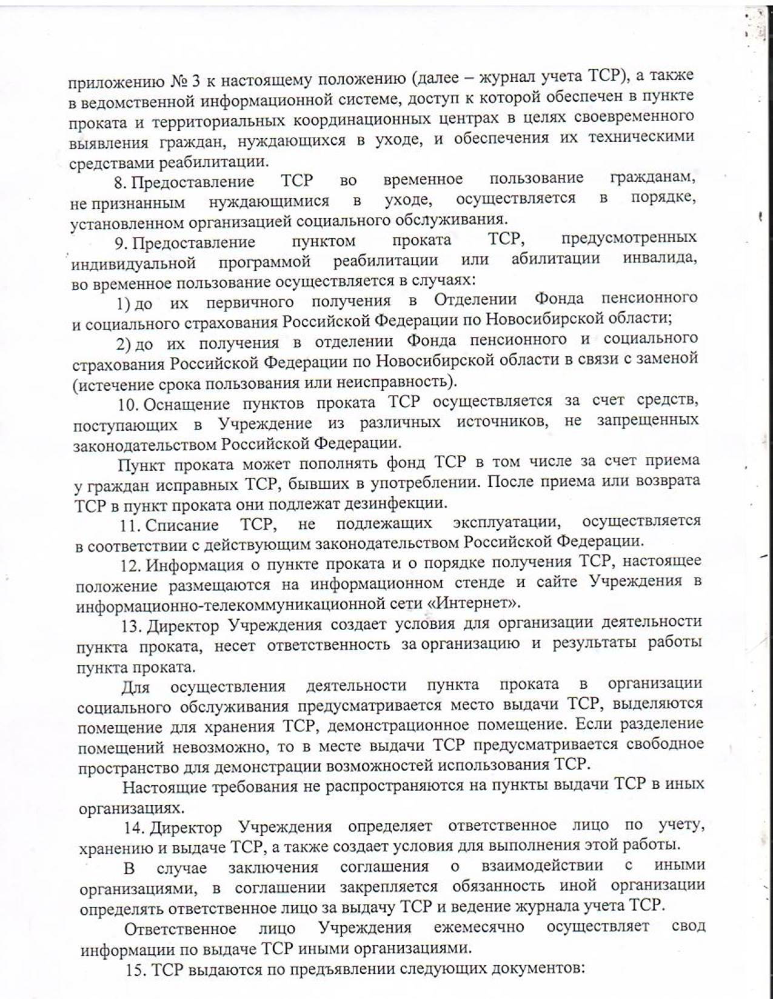 приложению № 3 к настоящему положению (далее – журнал учета ТСР), а также
в ведомственной информационной системе, доступ к которой обеспечен в пункте
проката и территориальных координационных центрах в целях своевременного
выявления граждан, нуждающихся в уходе, и обеспечения их техническими
средствами реабилитации.
8. Предоставление ТСР во временное пользование гражданам,
не признанным нуждающимися в уходе, осуществляется в порядке,
установленном организацией социального обслуживания.
9. Предоставление пунктом проката ТСР, предусмотренных
индивидуальной программой реабилитации или абилитации инвалида,
во временное пользование осуществляется в случаях:
1) до их первичного получения в Отделении Фонда пенсионного
и социального страхования Российской Федерации по Новосибирской области;
2) до их получения в отделении Фонда пенсионного и социального
страхования Российской Федерации по Новосибирской области в связи с заменой
(истечение срока пользования или неисправность).
10. Оснащение пунктов проката ТСР осуществляется за счет средств,
поступающих в Учреждение из различных источников, не запрещенных
законодательством Российской Федерации.
Пункт проката может пополнять фонд ТСР в том числе за счет приема
у граждан исправных ТСР, бывших в употреблении. После приема или возврата
ТСР в пункт проката они подлежат дезинфекции.
11. Списание ТСР, не подлежащих эксплуатации, осуществляется
в соответствии с действующим законодательством Российской Федерации.
12. Информация о пункте проката и о порядке получения ТСР, настоящее
положение размещаются на информационном стенде и сайте Учреждения в
информационно-телекоммуникационной сети «Интернет».
13. Директор Учреждения создает условия для организации деятельности
пункта проката, несет ответственность за организацию и результаты работы
пункта проката.
Для осуществления деятельности пункта проката в организации
социального обслуживания предусматривается место выдачи ТСР, выделяются
помещение для хранения ТСР, демонстрационное помещение. Если разделение
помещений невозможно, то в месте выдачи ТСР предусматривается свободное
пространство для демонстрации возможностей использования ТСР.
Настоящие требования не распространяются на пункты выдачи ТСР в иных
организациях.
14. Директор Учреждения определяет ответственное лицо по учету,
хранению и выдаче ТСР, а также создает условия для выполнения этой работы.
В случае заключения соглашения о взаимодействии с иными
организациями, в соглашении закрепляется обязанность иной организации
определять ответственное лицо за выдачу ТСР и ведение журнала учета ТСР.
Ответственное лицо Учреждения ежемесячно осуществляет свод
информации по выдаче ТСР иными организациями.
15. ТСР выдаются по предъявлении следующих документов: